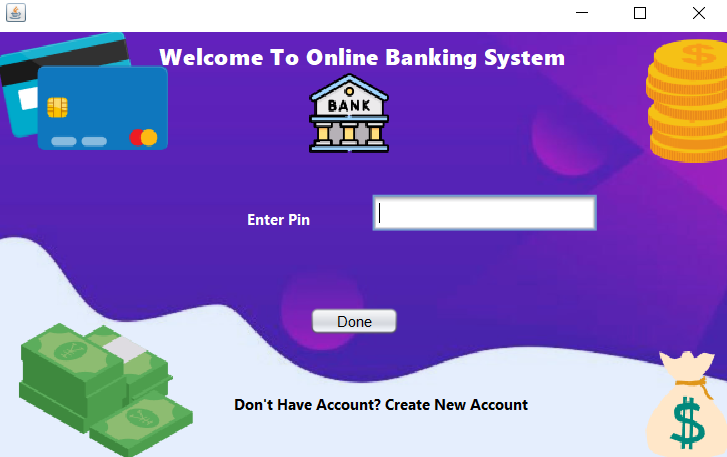 Welcome To Online Banking System
BANK
Enter Pin
Done
Don't Have Account? Create New Account